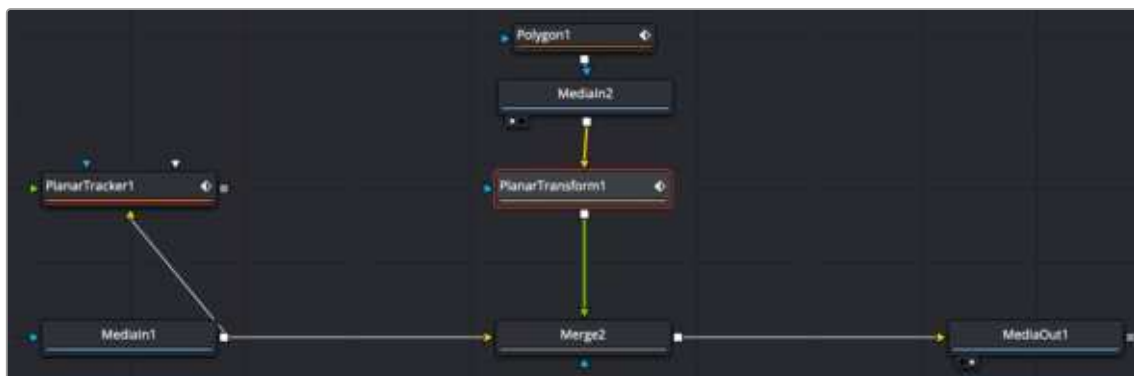 Polygon1
MediaIn2
PlanarTracker1
PlanarTransform1
MediaIn1
Merge2
MediaOut1